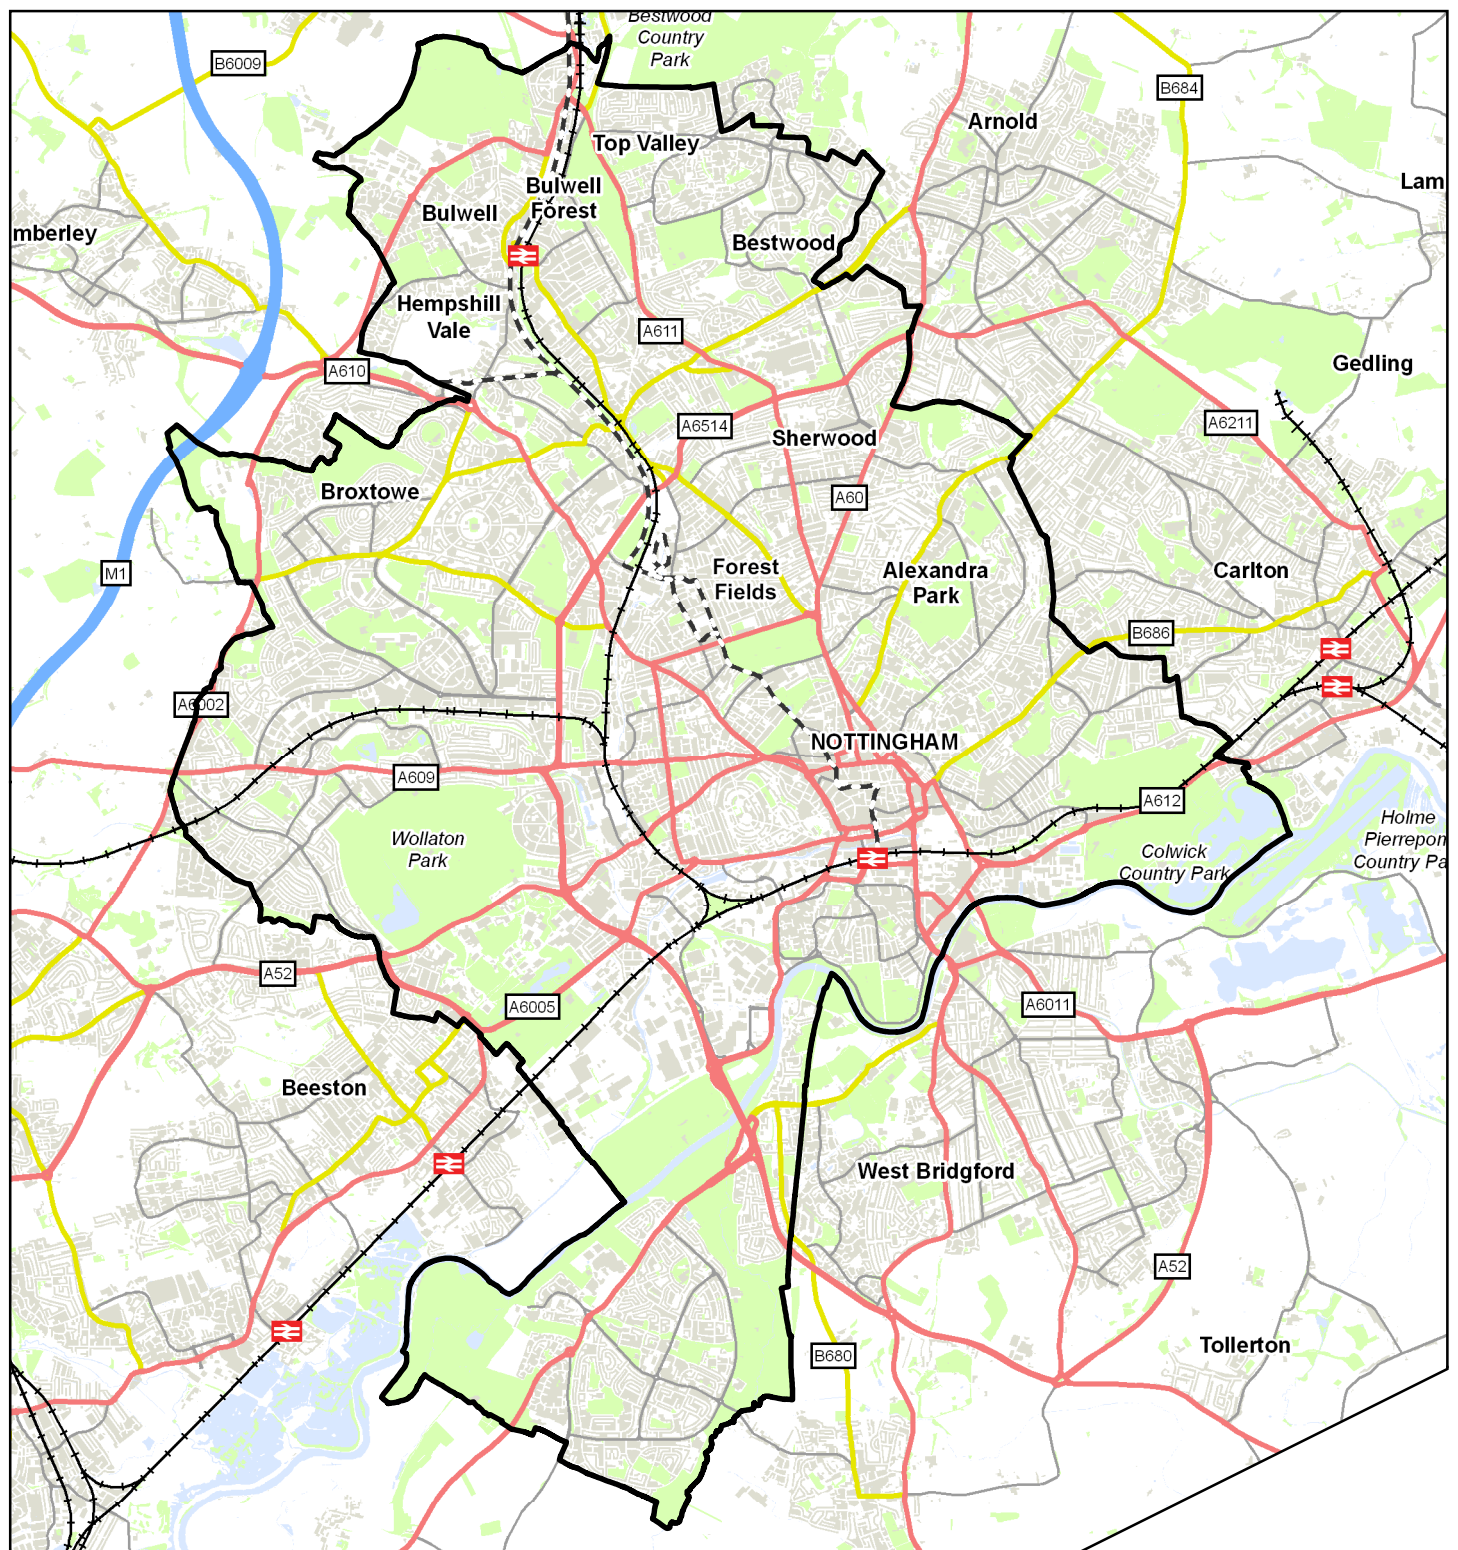 Bestwood
Country
Park
B6009
B684
Arnold
Top Valley
Lam
Bulwell
Forest
Bulwell
mberley
Bestwood
Hempshill
Vale
A611
A610
Gedling
A6514
A6211
Sherwood
Broxtowe
A60
M1
Forest
Fields
Alexandra
Park
Carlton
B686
A6002
NOTTINGHAM
A609
A612
Wollaton
Park
Holme
Pierrepon
Country Pa
Colwick
Country Park
A52
A6005
A6011
Beeston
West Bridgford
A52
Tollerton
B680